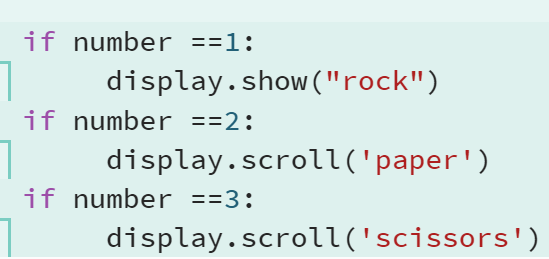 if number ==1:
display.show("rock")
if number ==2:
display.scroll('paper')
if number ==3:
display.scroll('scissors')